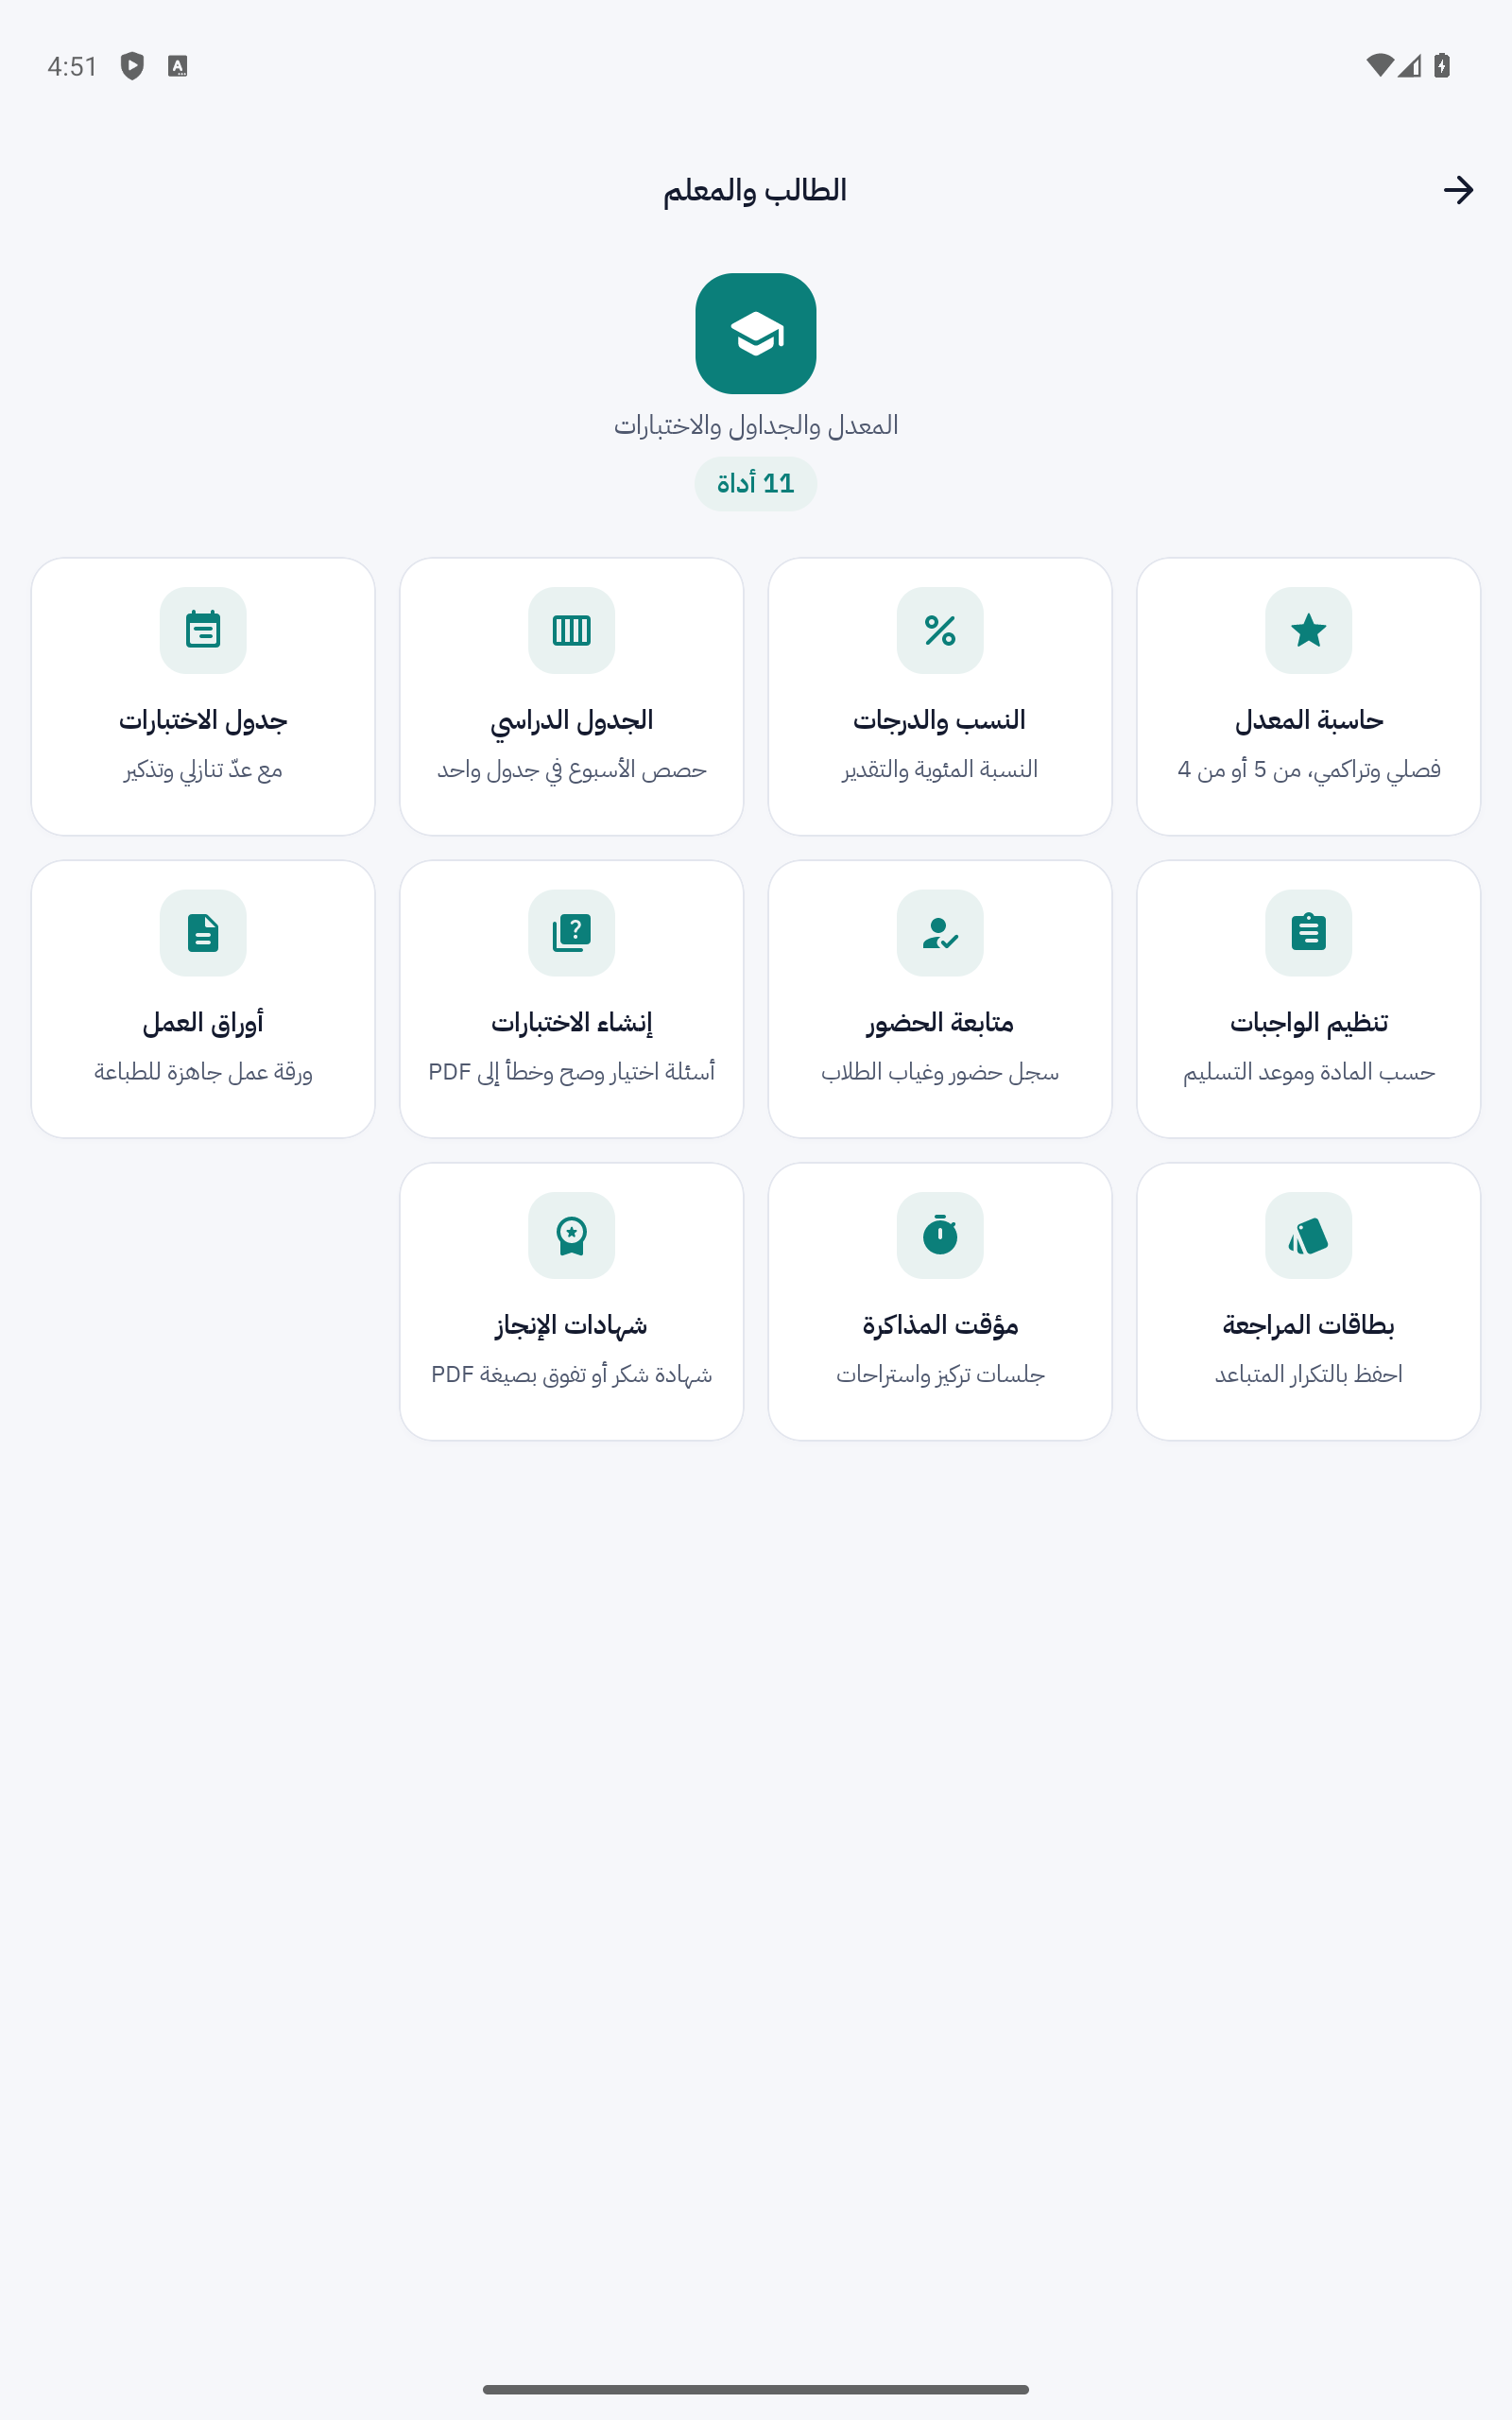 4:51
الطالب والمعلم
المعدل والجداول والاختبارات
11 أداة
حاسبة المعدل
فصلي وتراكمي، من 5 أو من 4
النسب والدرجات
النسبة المئوية والتقدير
الجدول الدراسي
حصص الأسبوع في جدول واحد
جدول الاختبارات
مع عدّ تنازلي وتذكير
تنظيم الواجبات
حسب المادة وموعد التسليم
متابعة الحضور
سجل حضور وغياب الطلاب
إنشاء الاختبارات
أسئلة اختيار وصح وخطأ إلى PDF
أوراق العمل
ورقة عمل جاهزة للطباعة
بطاقات المراجعة
احفظ بالتكرار المتباعد
مؤقت المذاكرة
جلسات تركيز واستراحات
شهادات الإنجاز
شهادة شكر أو تفوق بصيغة PDF